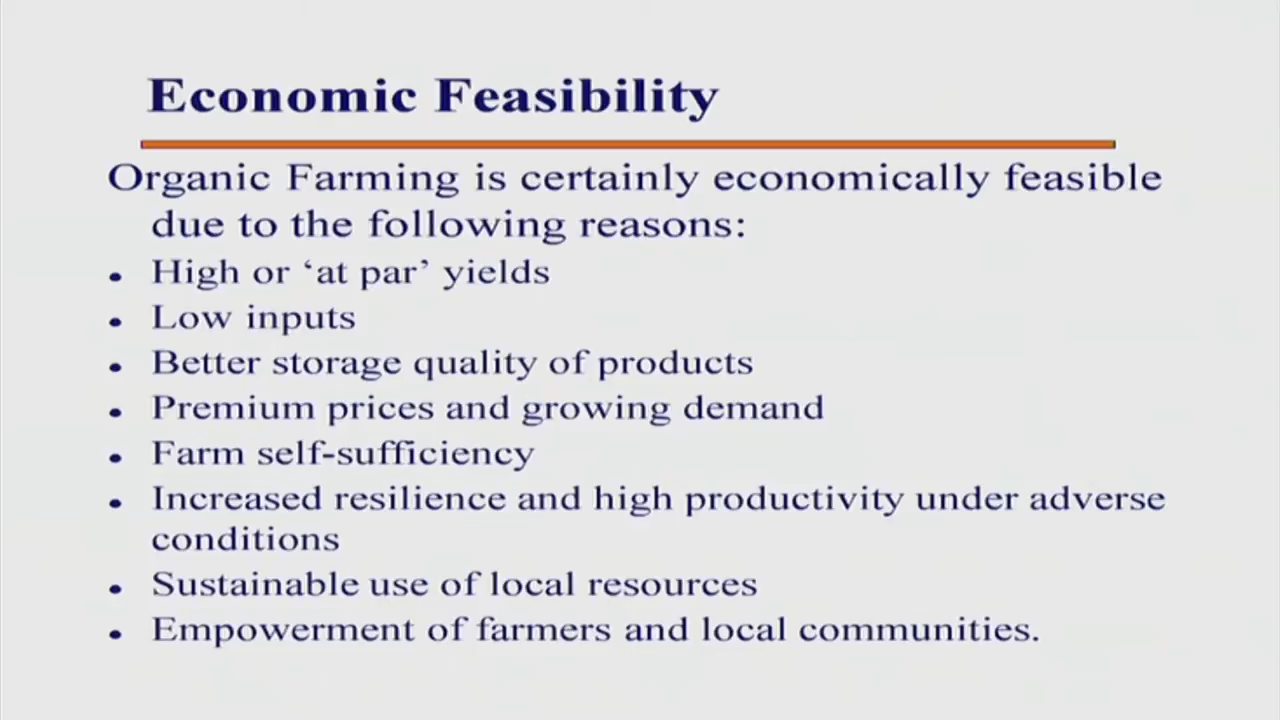 Economic Feasibility
Organic Farming is certainly economically feasible
due to the following reasons:
• High or ‘at par’ yields
• Low inputs
• Better storage quality of products
• Premium prices and growing demand
• Farm self-sufficiency
• Increased resilience and high productivity under adverse
conditions
• Sustainable use of local resources
• Empowerment of farmers and local communities.